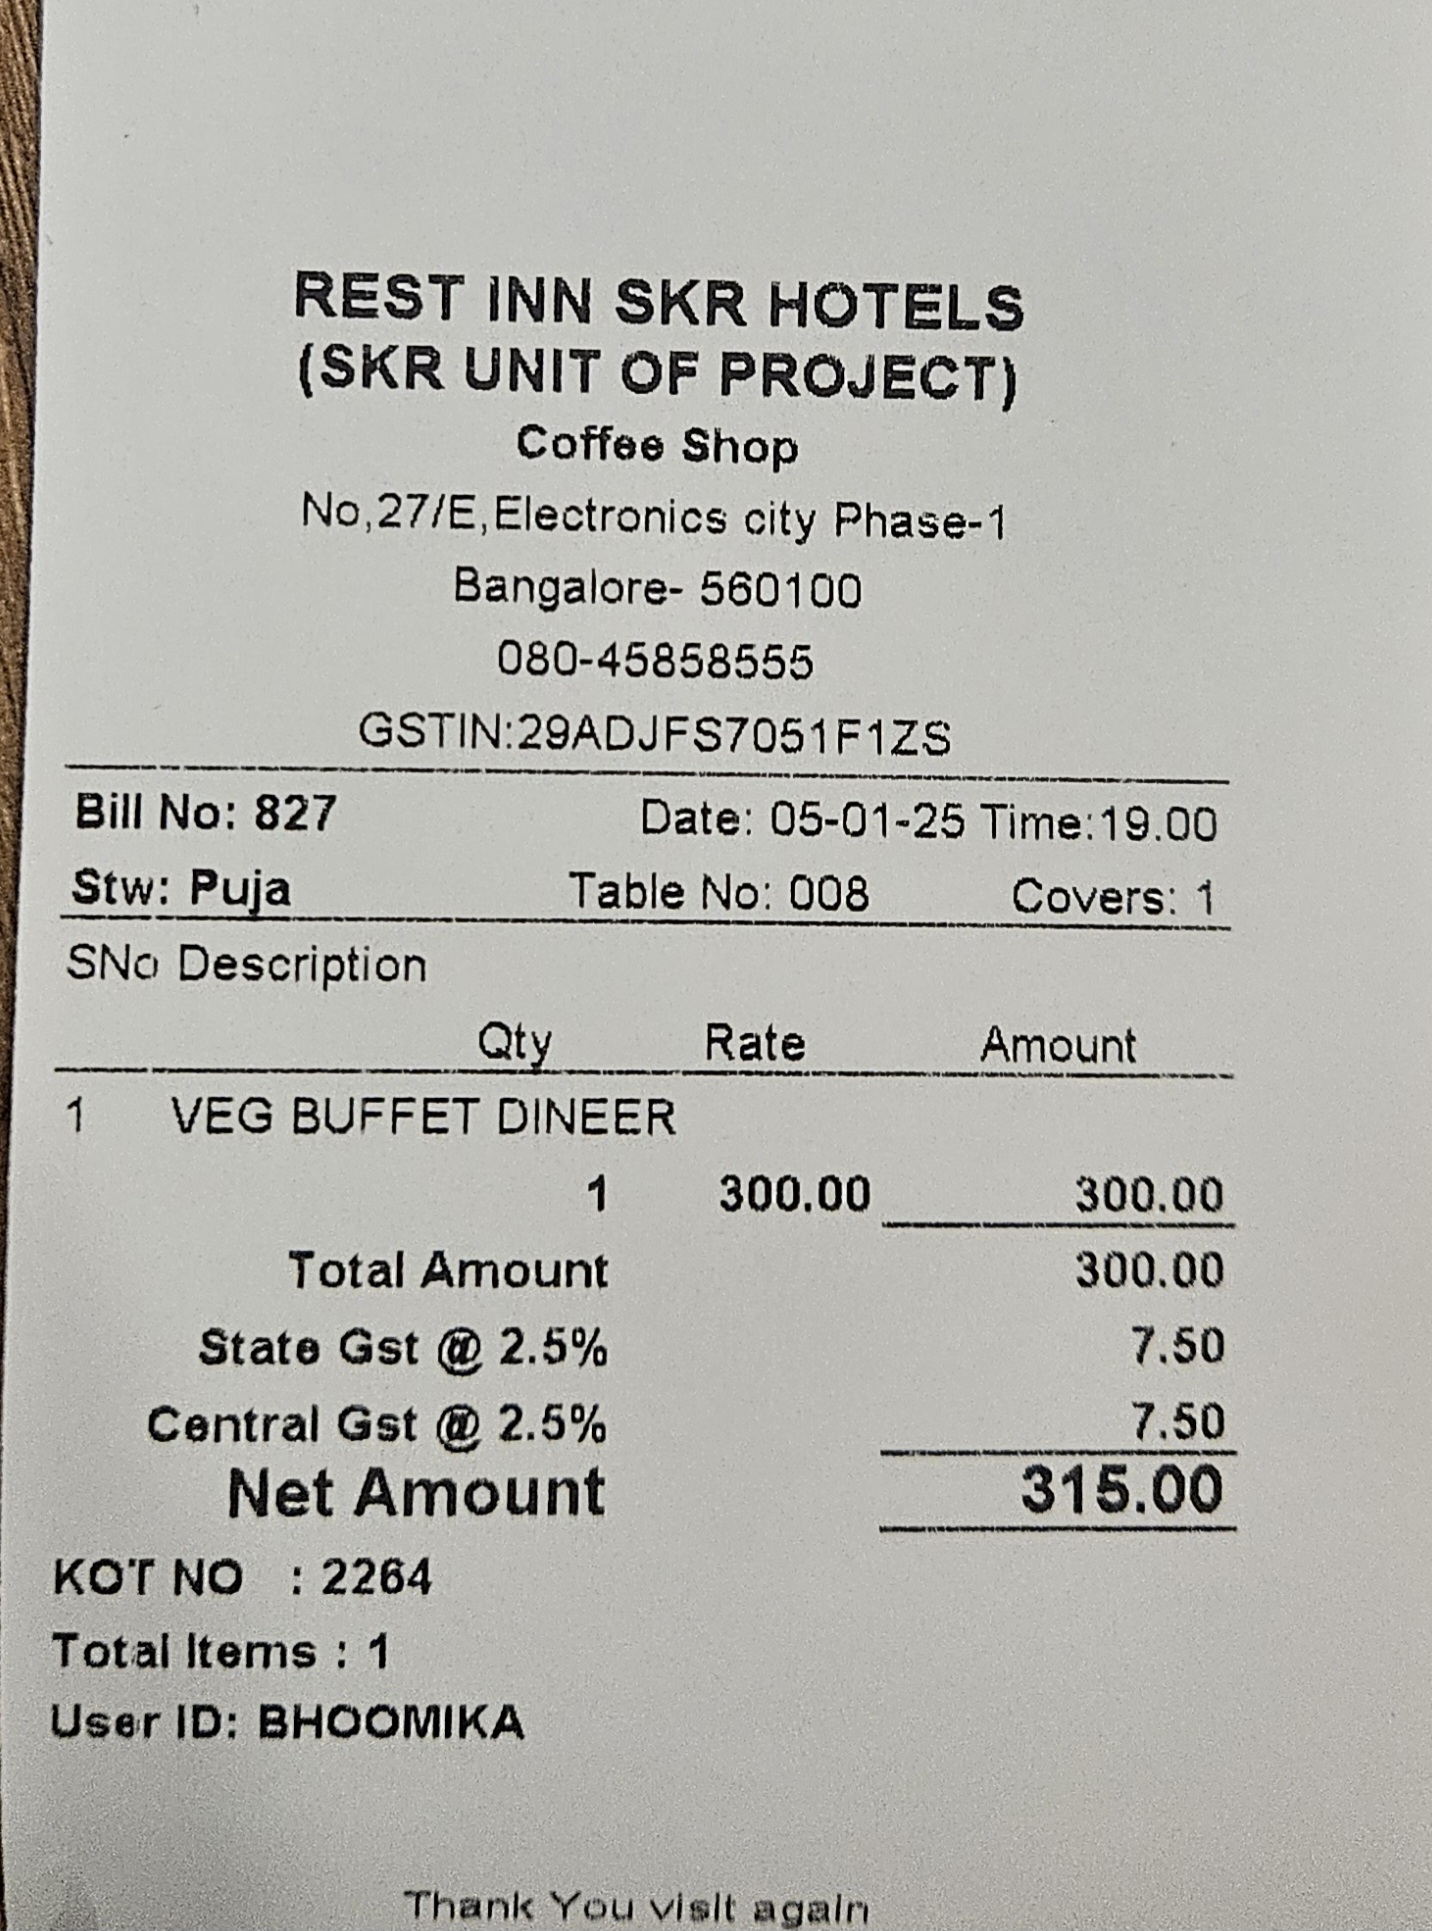 REST INN SKR HOTELS
(SKR UNIT OF PROJECT)
Coffee Shop
No,27/E,Electronics city Phase-1
Bangalore- 560100
080-45858555
GSTIN:29ADJFS7051F1ZS
Bill No: 827 Date: 05-01-25 Time:19.00
Stw: Puja Table No: 008 Covers: 1
SNo Description
Qty Rate Amount
1 VEG BUFFET DINEER
1 300.00 300.00
Total Amount 300.00
State Gst @ 2.5% 7.50
Central Gst @ 2.5% 7.50
Net Amount 315.00
KOT NO : 2264
Total Items : 1
User ID: BHOOMIKA
Thank You visit again